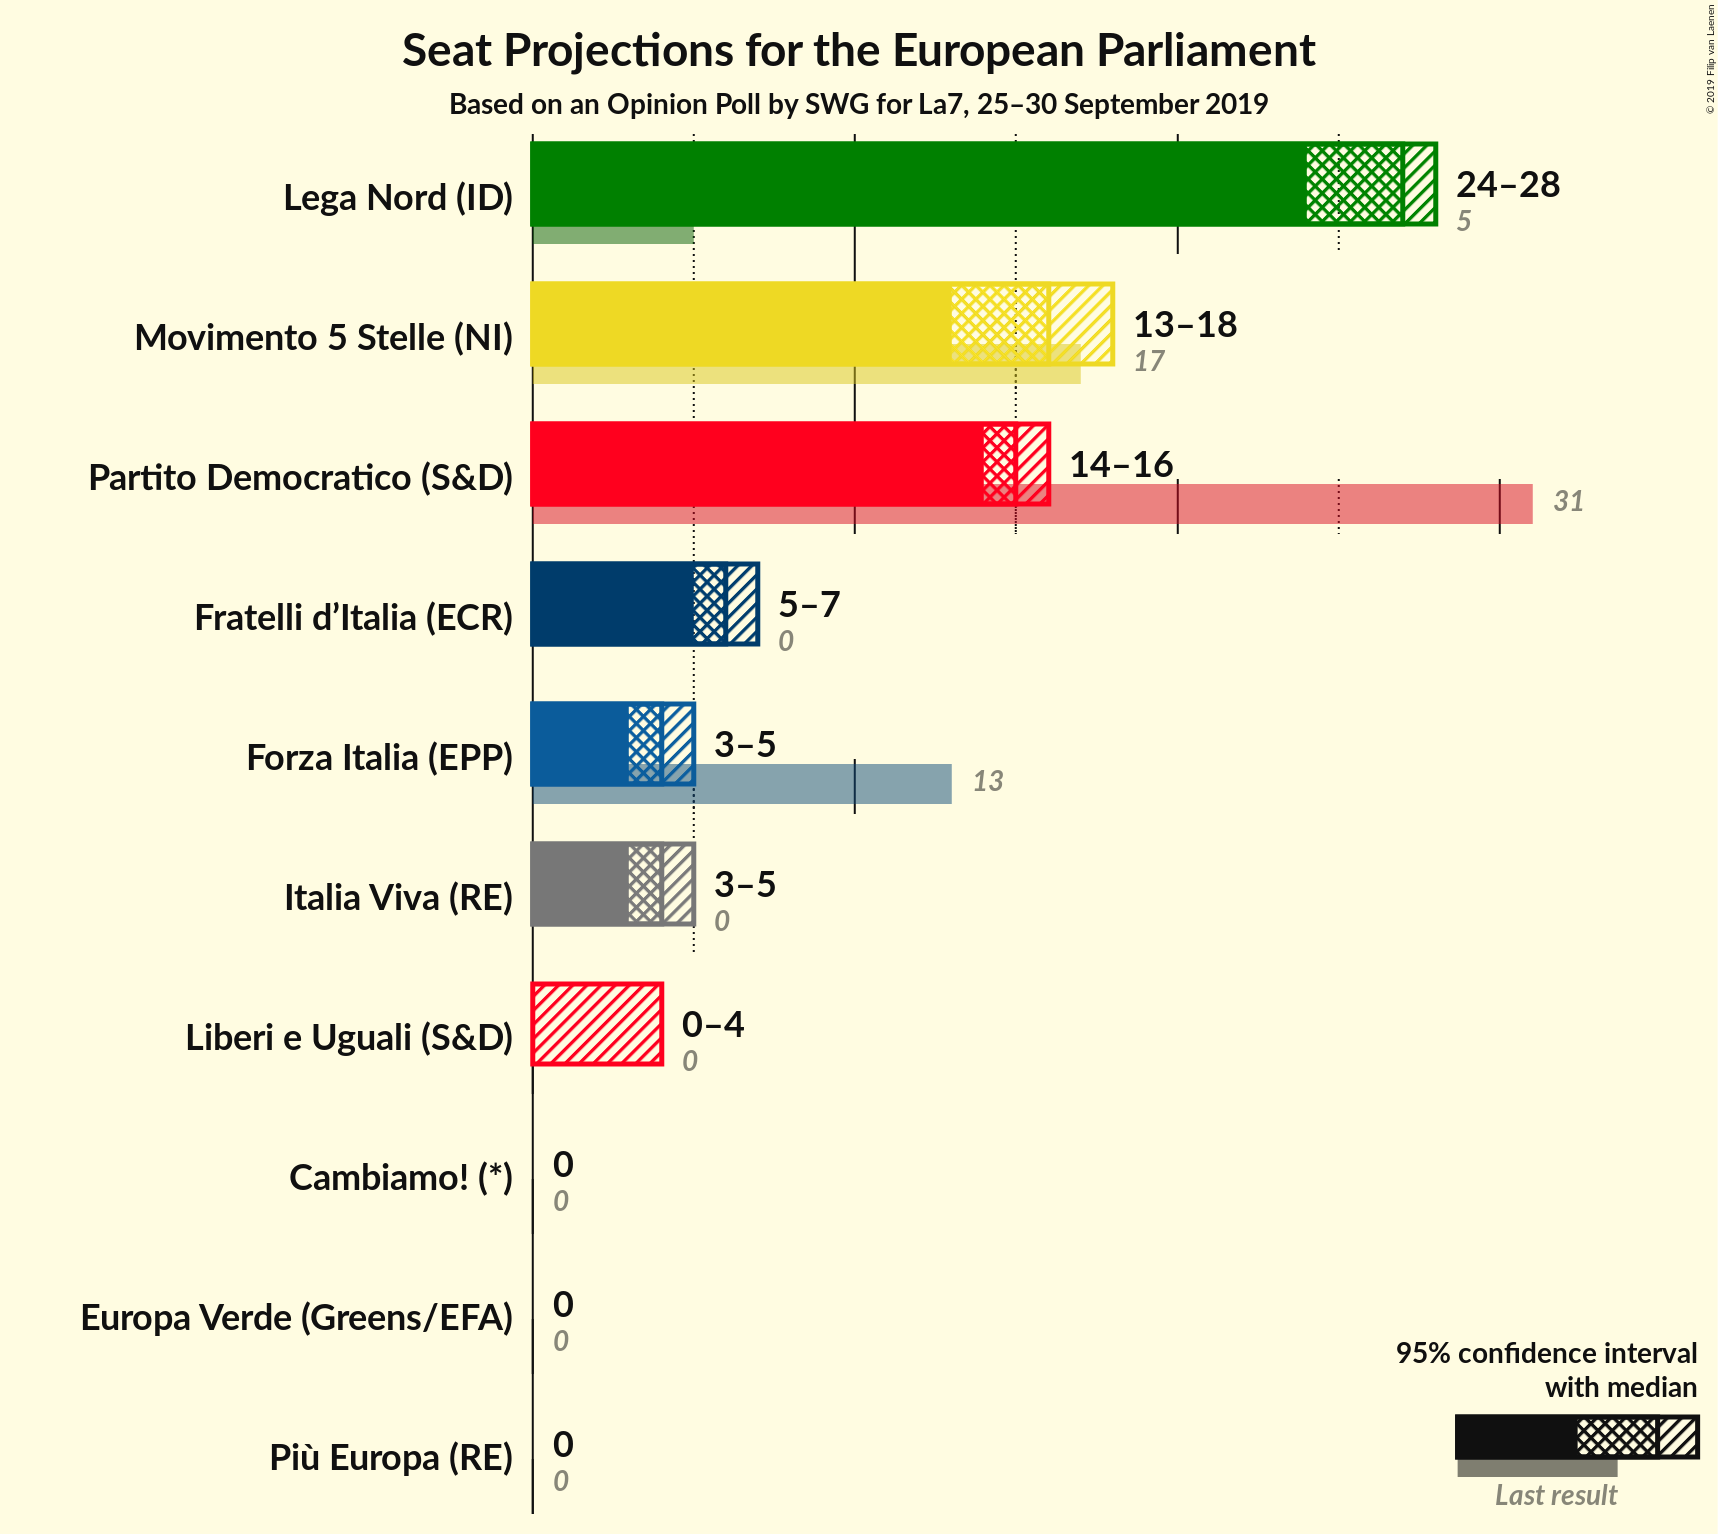 Seat Projections for the European Parliament
Based on an Opinion Poll by SWG for La7, 25–30 September 2019
© 2019 Filip van Laenen
Lega Nord (ID)
24–28
5
Movimento 5 Stelle (NI)
13–18
17
Partito Democratico (S&D)
14–16
31
Fratelli d’Italia (ECR)
5–7
0
Forza Italia (EPP)
3–5
13
Italia Viva (RE)
3–5
0
Liberi e Uguali (S&D)
0–4
0
Cambiamo! (*)
0
0
Europa Verde (Greens/EFA)
0
0
Più Europa (RE)
0
0
95% confidence interval
with median
Last result